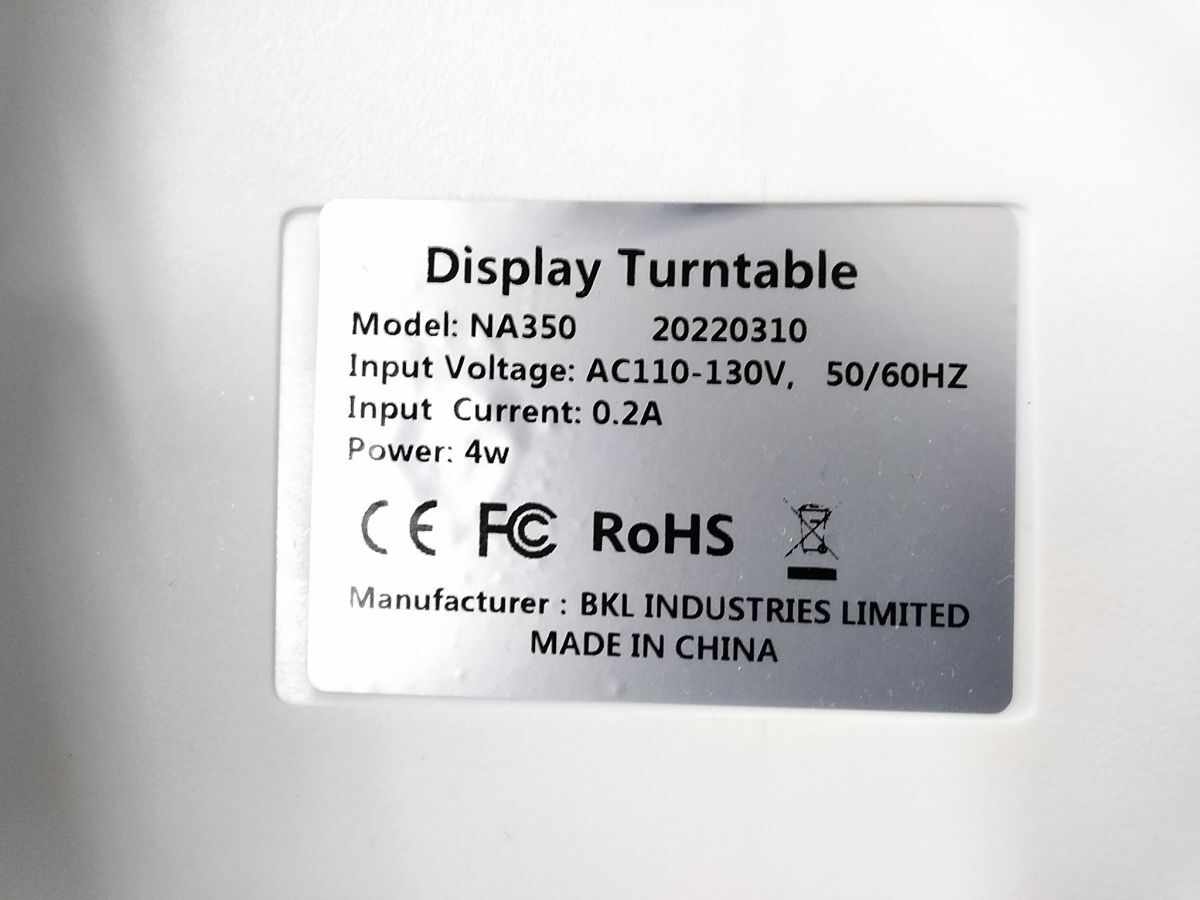 Display Turntable
Model: NA350 20220310
Input Voltage: AC110-130V, 50/60HZ
Input Current: 0.2A
Power: 4w
CE FC RoHS
Manufacturer : BKL INDUSTRIES LIMITED
MADE IN CHINA